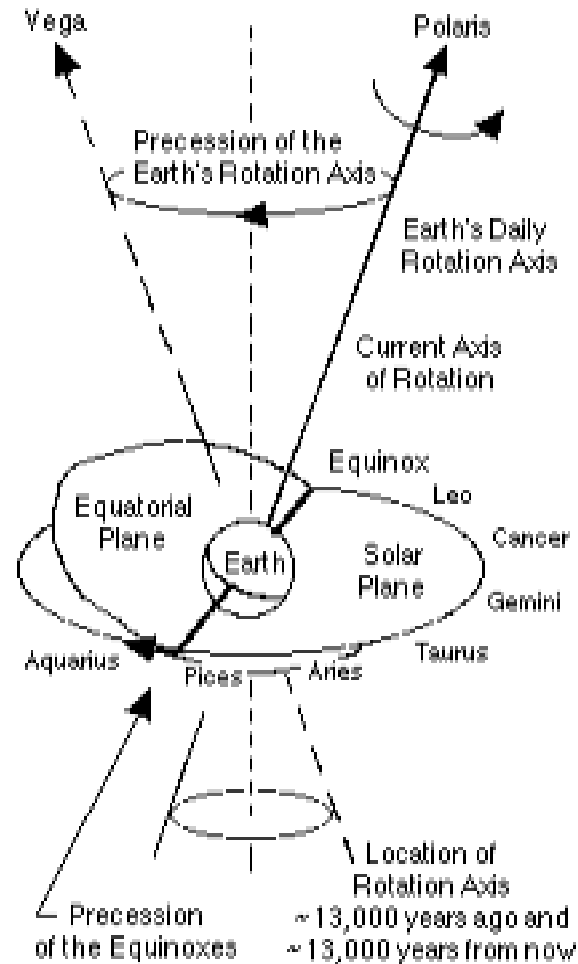 Vega
Polaris
Precession of the
Earth's Rotation Axis
Earth's Daily
Rotation Axis
Current Axis
of Rotation
Equinox
Leo
Equatorial
Plane
Cancer
Earth
Solar
Plane
Gemini
Aquarius
Taurus
Pices
Aries
Location of
Rotation Axis
~13,000 years ago and
~13,000 years from now
Precession
of the Equinoxes